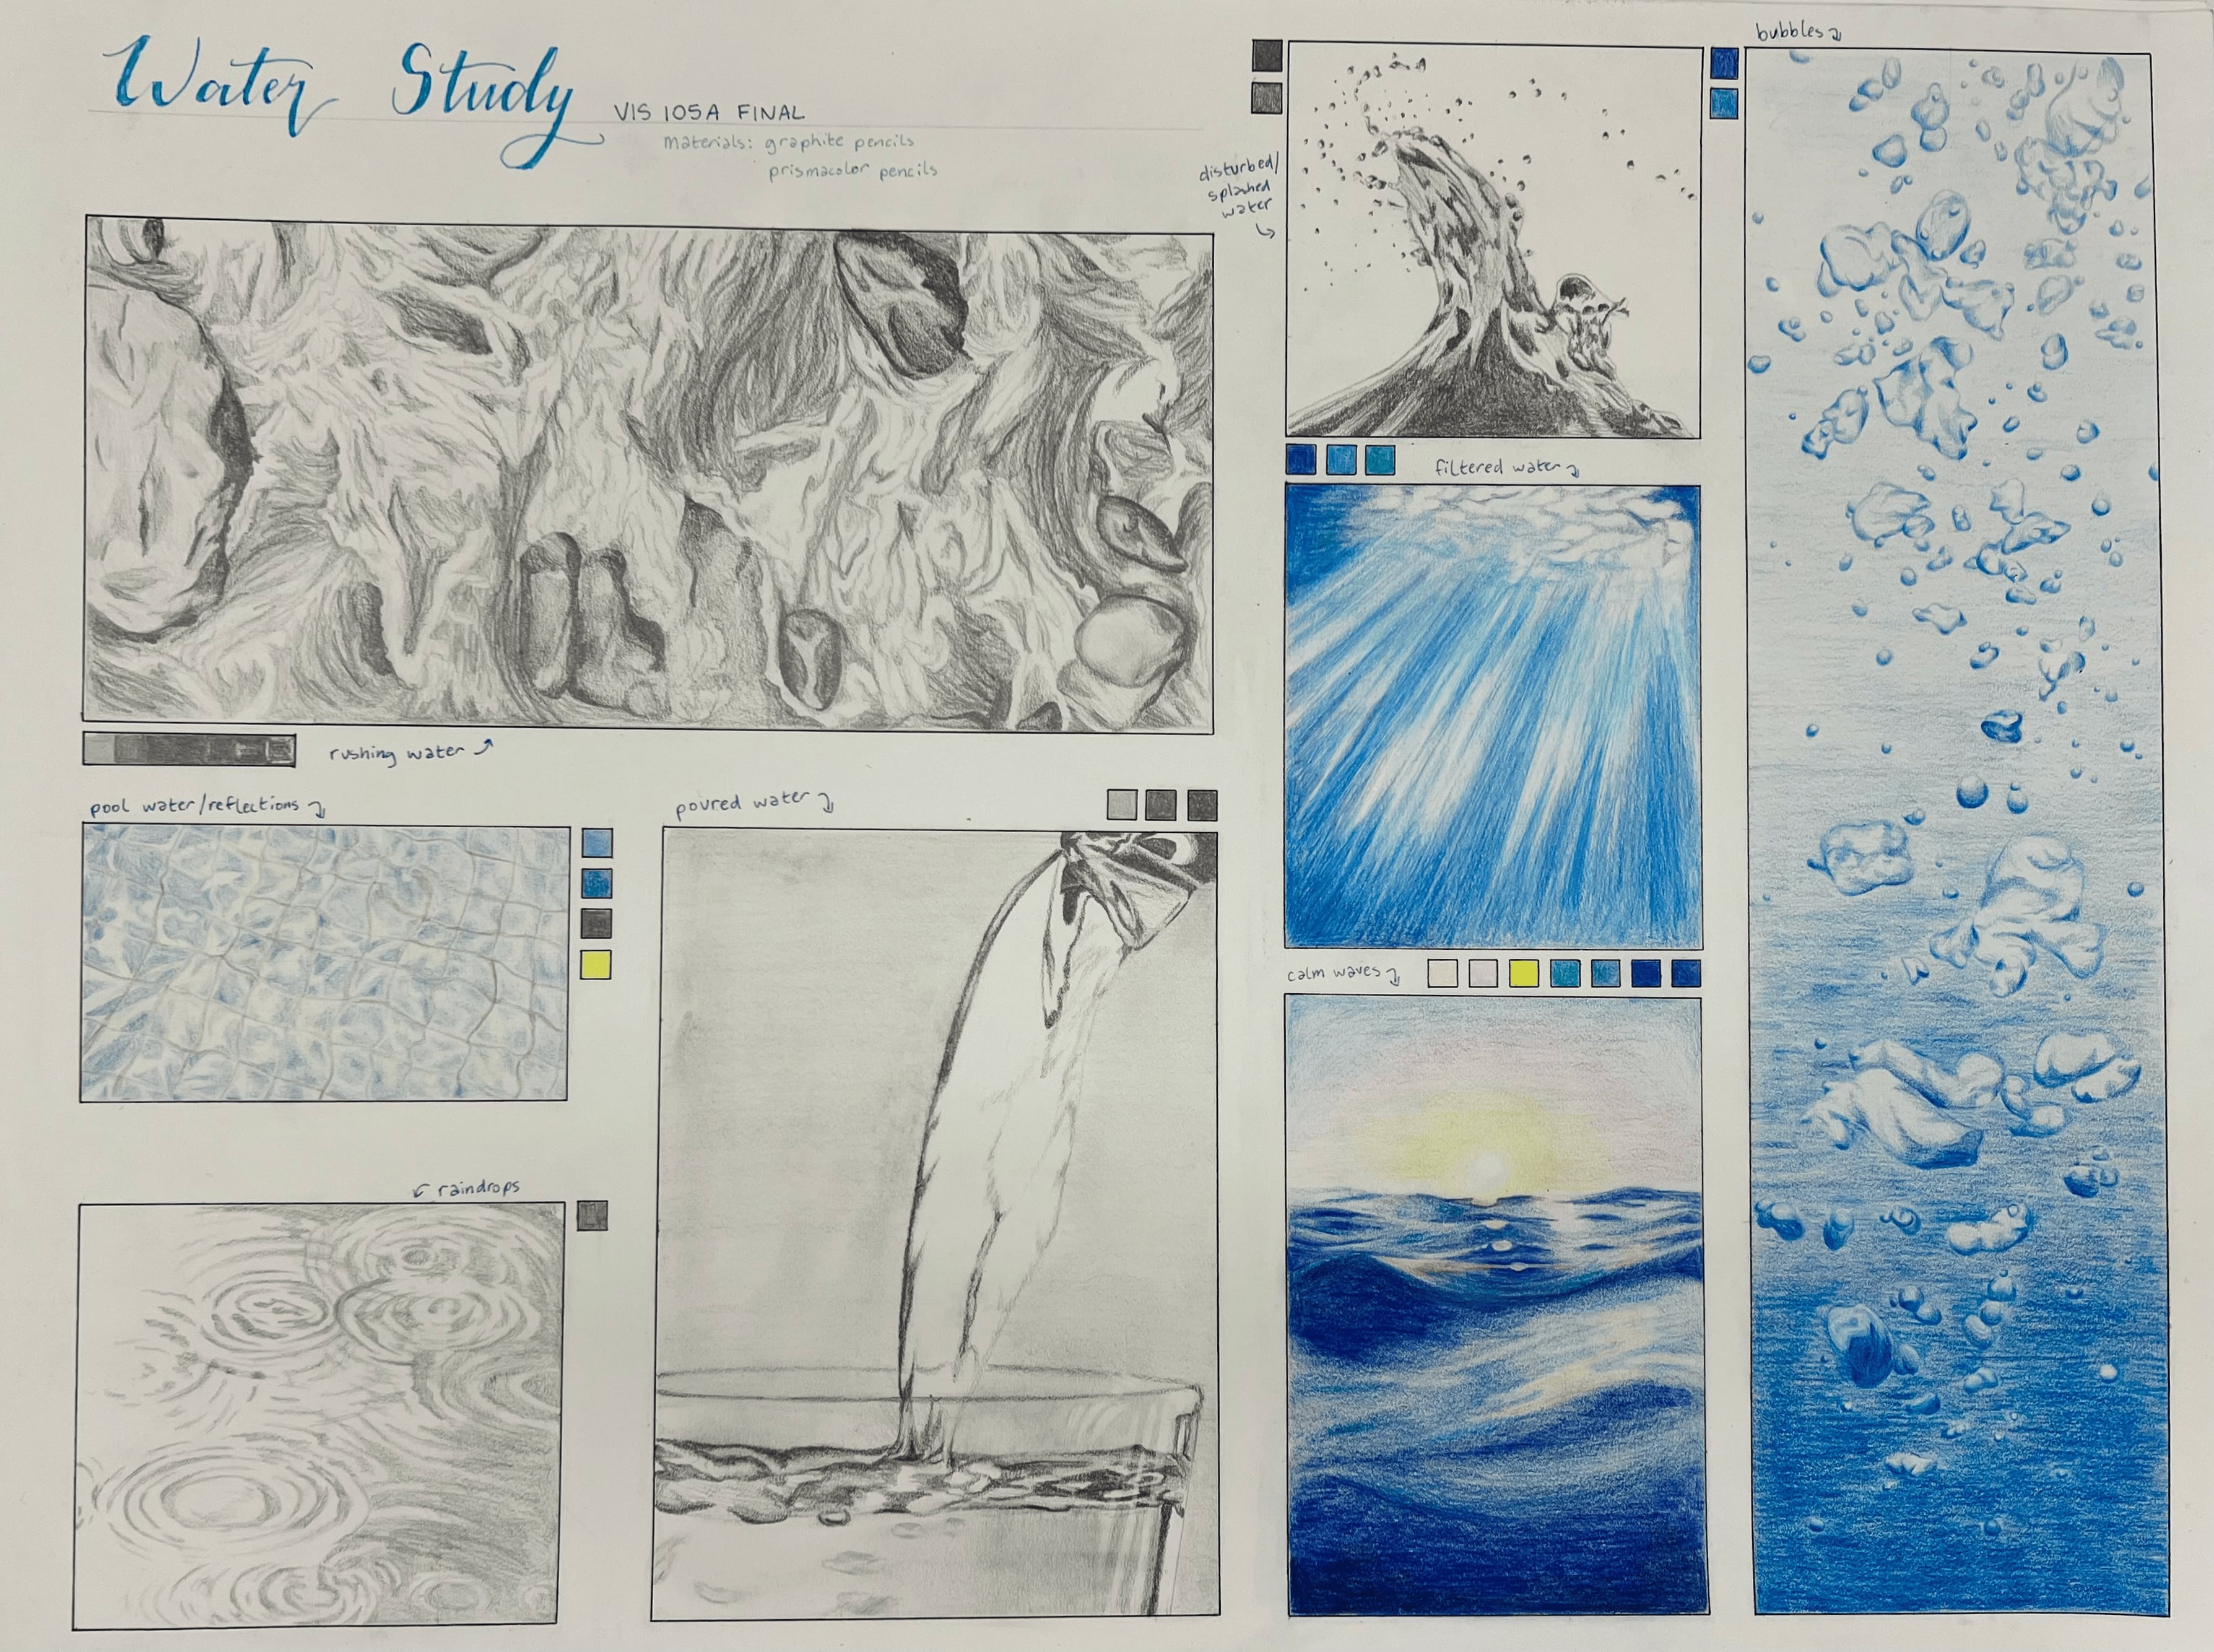 Water Study
VIS 105A FINAL
materials: graphite pencils
prismacolor pencils
rushing water
pool water/reflections
raindrops
poured water
disturbed/
splashed
water
filtered water
calm waves
bubbles